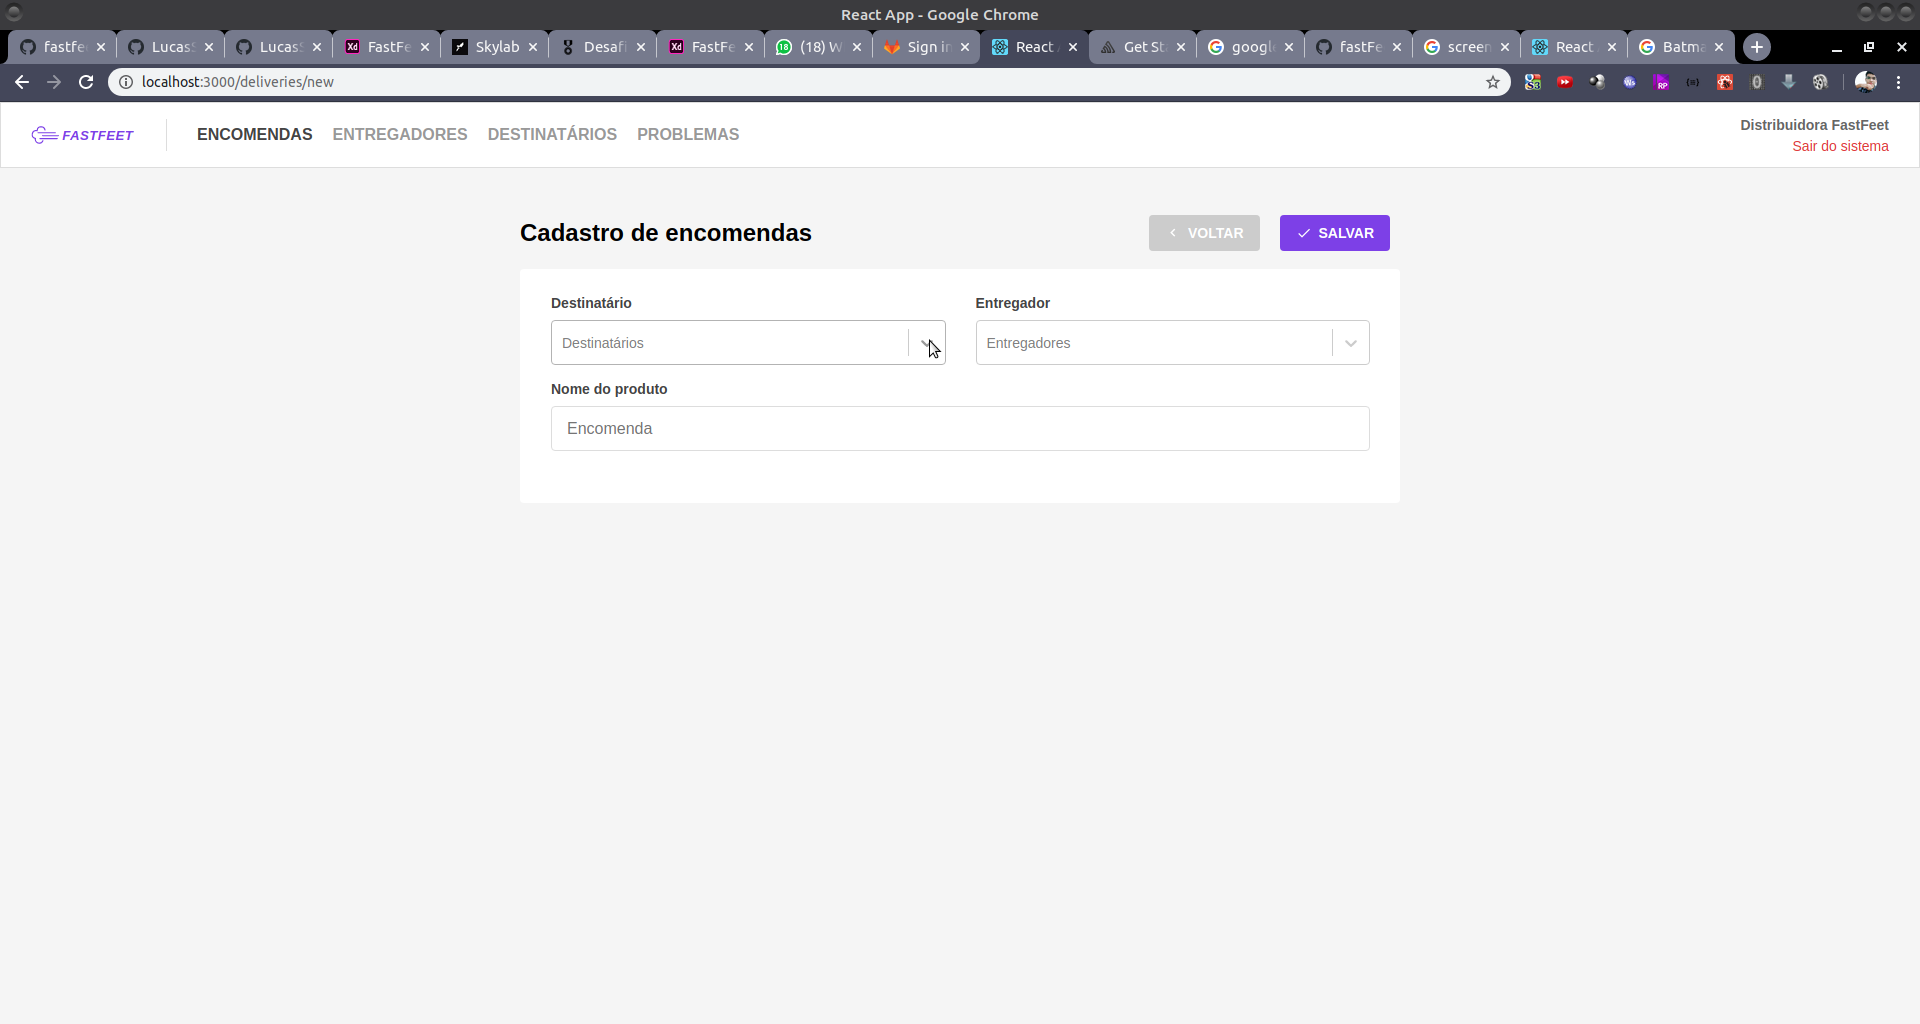 React App - Google Chrome
fastfe
Lucas
Lucas
FastFe
Skylab
Desafi
FastFe
(18) W
Sign in
React
Get St
google
fastFe
screen
React
Batma
localhost:3000/deliveries/new
FASTFEET
ENCOMENDAS
ENTREGADORES
DESTINATÁRIOS
PROBLEMAS
Distribuidora FastFeet
Sair do sistema
Cadastro de encomendas
VOLTAR
SALVAR
Destinatário
Entregador
Destinatários
Entregadores
Nome do produto
Encomenda